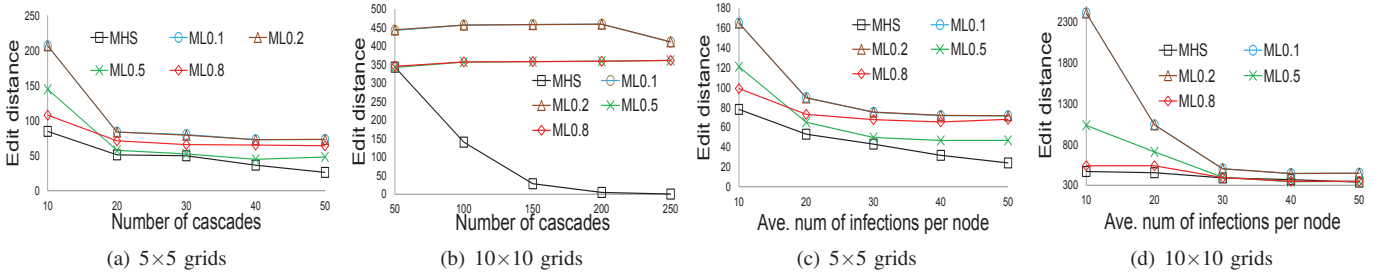 Edit distance
250
200
150
100
50
0
10 20 30 40 50
Number of cascades
MHS ML0.1 ML0.2
ML0.5 ML0.8
(a) 5×5 grids
Edit distance
500
450
400
350
300
250
200
150
100
50
0
50 100 150 200 250
Number of cascades
MHS ML0.1
ML0.2 ML0.5
ML0.8
(b) 10×10 grids
Edit distance
180
160
140
120
100
80
60
40
20
0
10 20 30 40 50
Ave. num of infections per node
MHS ML0.1
ML0.2 ML0.5
ML0.8
(c) 5×5 grids
Edit distance
2300
1800
1300
800
300
10 20 30 40 50
Ave. num of infections per node
MHS ML0.1
ML0.2 ML0.5
ML0.8
(d) 10×10 grids